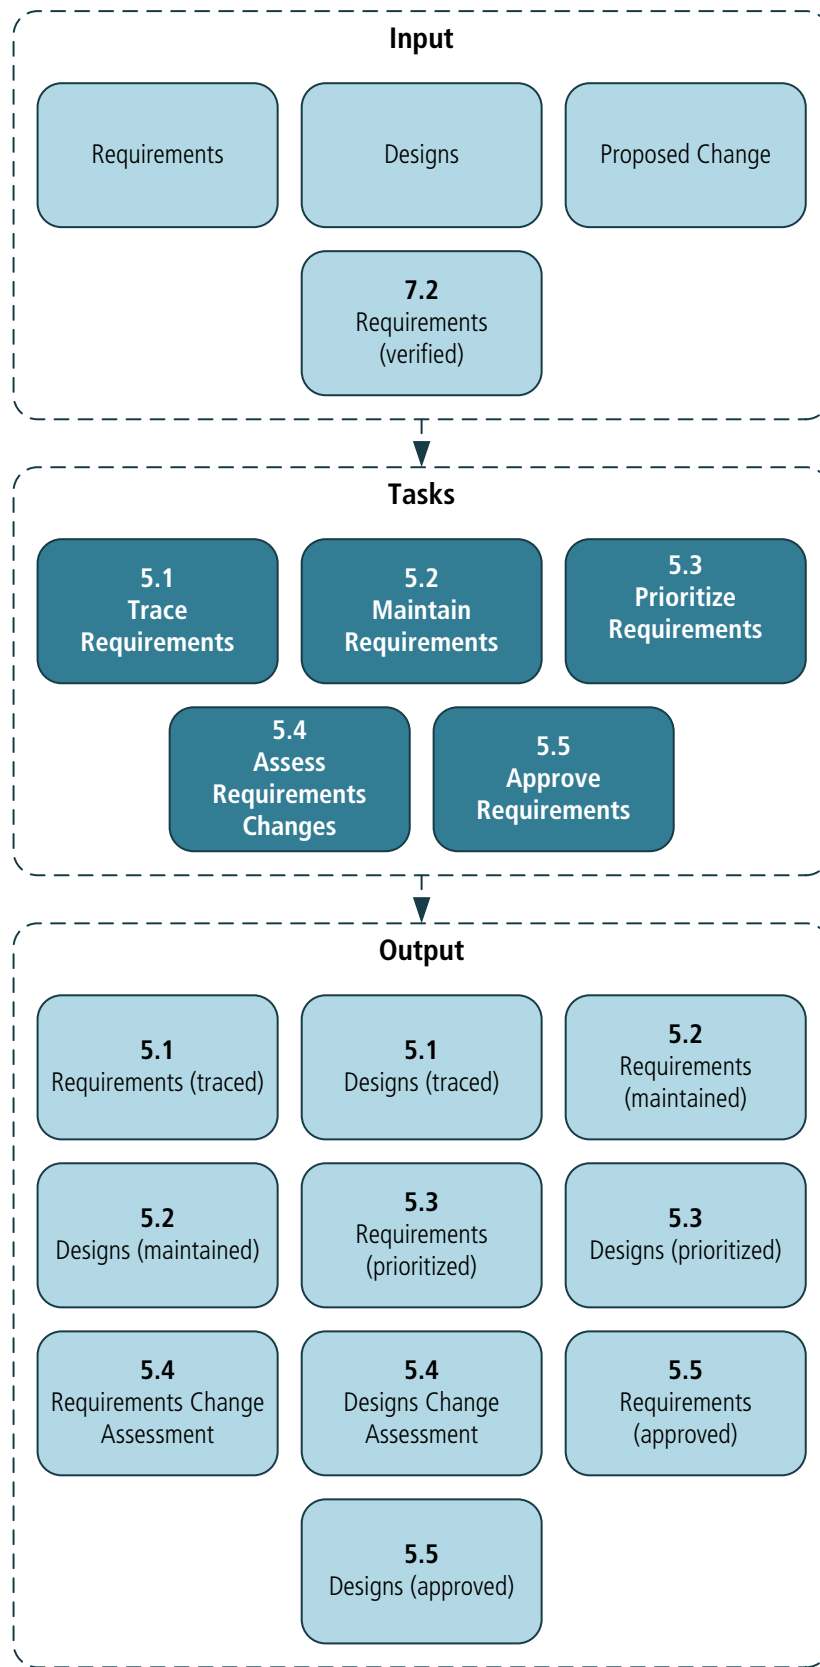 Input
Requirements
Designs
Proposed Change
7.2
Requirements
(verified)
Tasks
5.1
Trace
Requirements
5.2
Maintain
Requirements
5.3
Prioritize
Requirements
5.4
Assess
Requirements
Changes
5.5
Approve
Requirements
Output
5.1
Requirements (traced)
5.1
Designs (traced)
5.2
Requirements
(maintained)
5.2
Designs (maintained)
5.3
Requirements
(prioritized)
5.3
Designs (prioritized)
5.4
Requirements Change
Assessment
5.4
Designs Change
Assessment
5.5
Requirements
(approved)
5.5
Designs (approved)